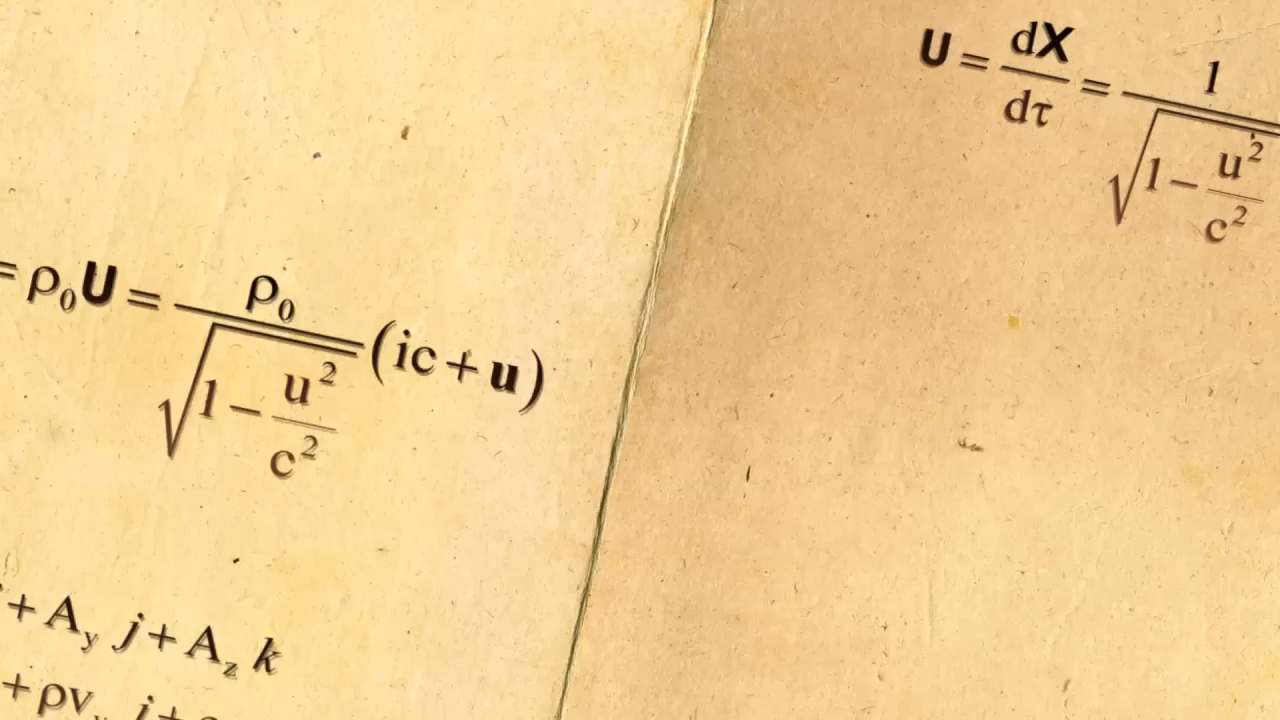 = ρ₀U = ρ₀ / √(1 − u²/c²) (ic + u)
+ A_y j + A_z k
+ ρv
U = dX/dτ = 1 / √(1 − u²/c²)